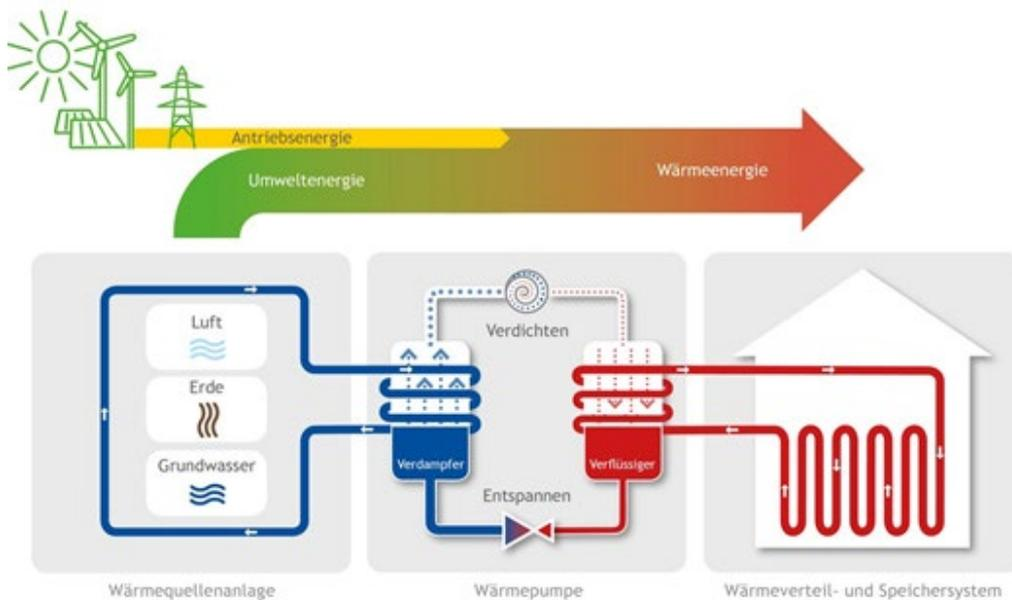 Antriebsenergie
Umweltenergie
Wärmeenergie
Luft
Erde
Grundwasser
Verdichten
Verdampfer
Verflüssiger
Entspannen
Wärmequellenanlage
Wärmepumpe
Wärmeverteil- und Speichersystem